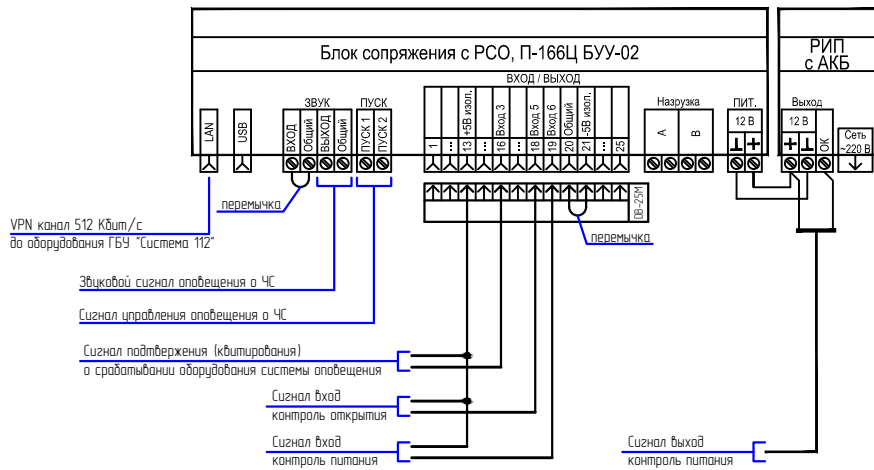 Блок сопряжения с РСО, П-166Ц БУУ-02
РИП
с АКБ
ВХОД / ВЫХОД
LAN
USB
ЗВУК
ВХОД
Общий
ВЫХОД
Общий
ПУСК
ПУСК 1
ПУСК 2
1
...
13 +5В изол.
...
16 Вход 3
...
18 Вход 5
19 Вход 6
20 Общий
21 -5В изол.
...
25
Назрузка
А
В
ПИТ.
12 В
Выход
12 В
ОК
Сеть
~220 В
DB-25M
перемычка
перемычка
VPN канал 512 Кбит/с
до оборудования ГБУ "Система 112"
Звуковой сигнал оповещения о ЧС
Сигнал управления оповещения о ЧС
Сигнал подтвержения (квитирования)
о срабатывании оборудования системы оповещения
Сигнал вход
контроль открытия
Сигнал вход
контроль питания
Сигнал выход
контроль питания